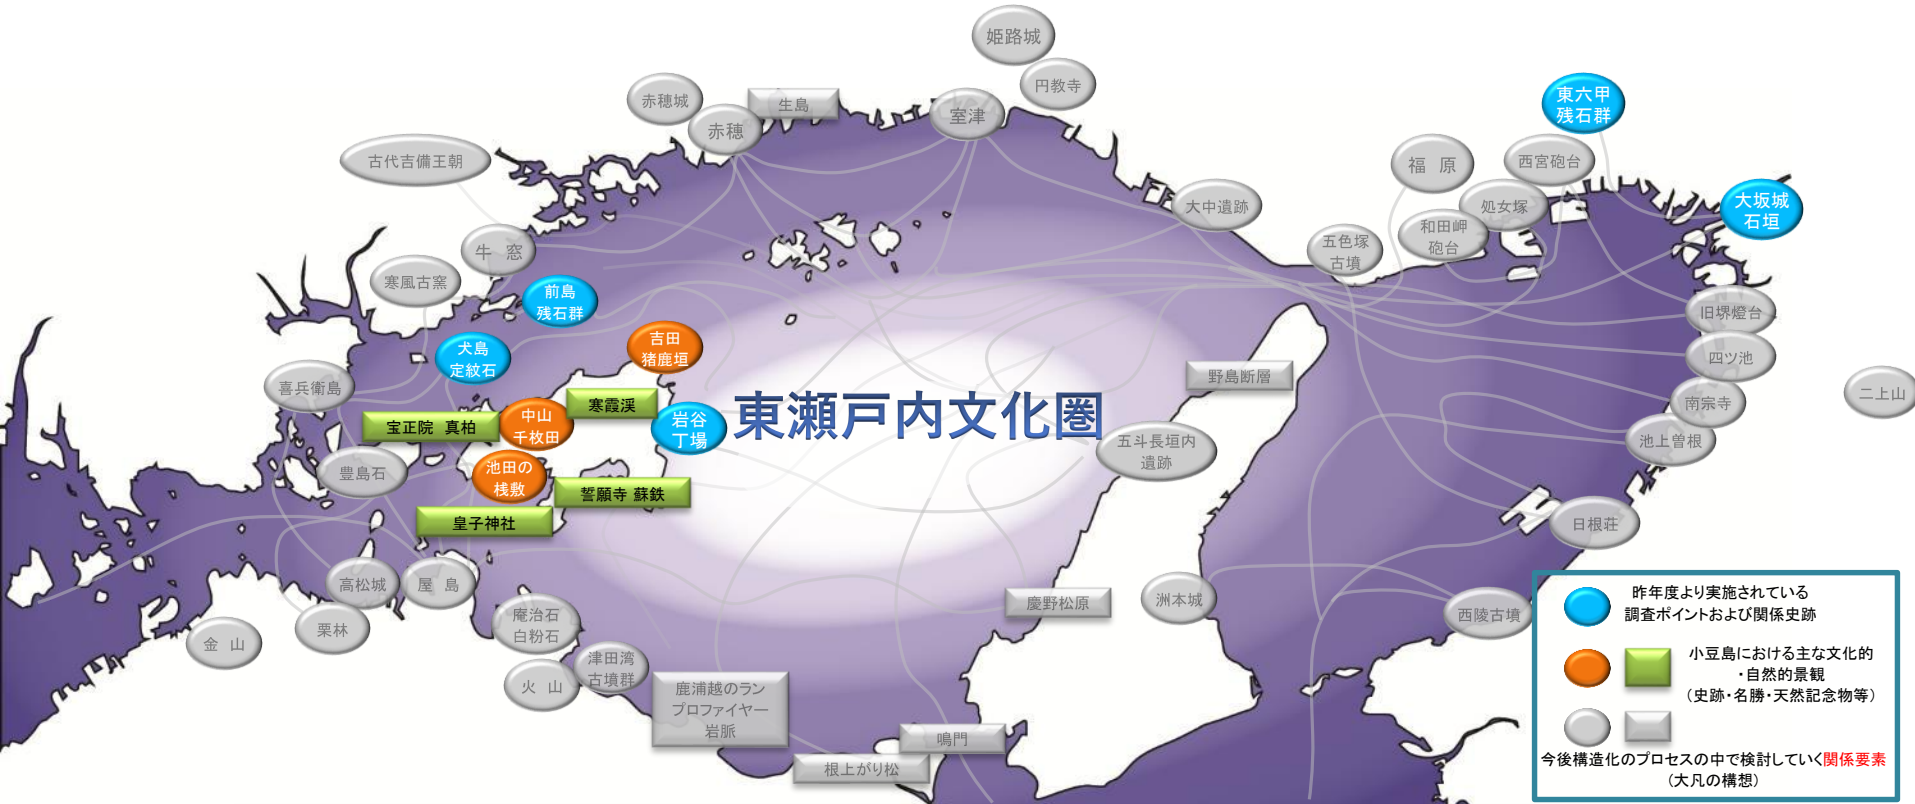 姫路城
円教寺
赤穂城
生島
赤穂
室津
東六甲
残石群
古代吉備王朝
福 原
西宮砲台
大中遺跡
処女塚
大坂城
石垣
和田岬
砲台
五色塚
古墳
牛 窓
寒風古窯
前島
残石群
旧堺燈台
吉田
猪鹿垣
犬島
定紋石
四ツ池
野島断層
喜兵衛島
二上山
寒霞渓
南宗寺
東瀬戸内文化圏
宝正院 真柏
中山
千枚田
岩谷
丁場
池上曽根
五斗長垣内
遺跡
豊島石
池田の
桟敷
誓願寺 蘇鉄
皇子神社
日根荘
高松城
屋 島
慶野松原
洲本城
西陵古墳
庵治石
白粉石
栗林
金 山
津田湾
古墳群
火 山
鹿浦越のラン
プロファイヤー
岩脈
鳴門
根上がり松
昨年度より実施されている
調査ポイントおよび関係史跡
小豆島における主な文化的
・自然的景観
(史跡・名勝・天然記念物等)
今後構造化のプロセスの中で検討していく関係要素
(大凡の構想)